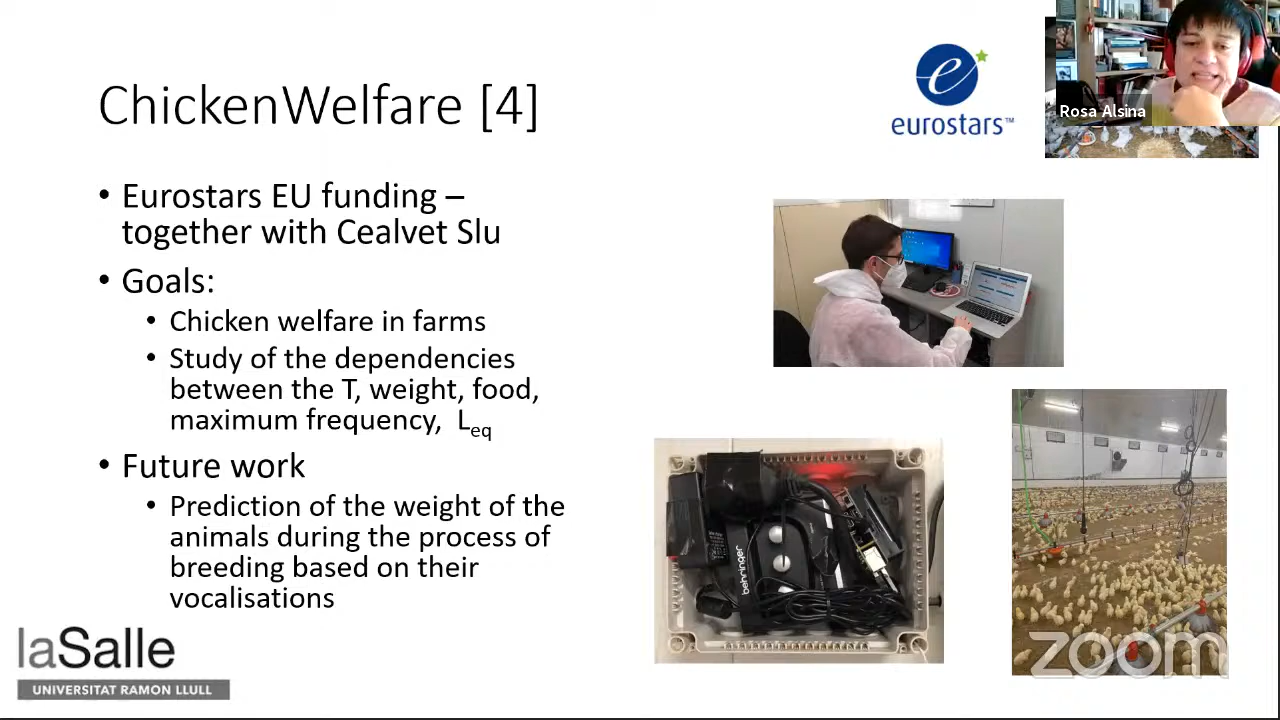 ChickenWelfare [4]
eurostars™
Rosa Alsina
• Eurostars EU funding –
together with Cealvet Slu
• Goals:
• Chicken welfare in farms
• Study of the dependencies
between the T, weight, food,
maximum frequency, Leq
• Future work
• Prediction of the weight of the
animals during the process of
breeding based on their
vocalisations
behringer
zoom
laSalle
UNIVERSITAT RAMON LLULL